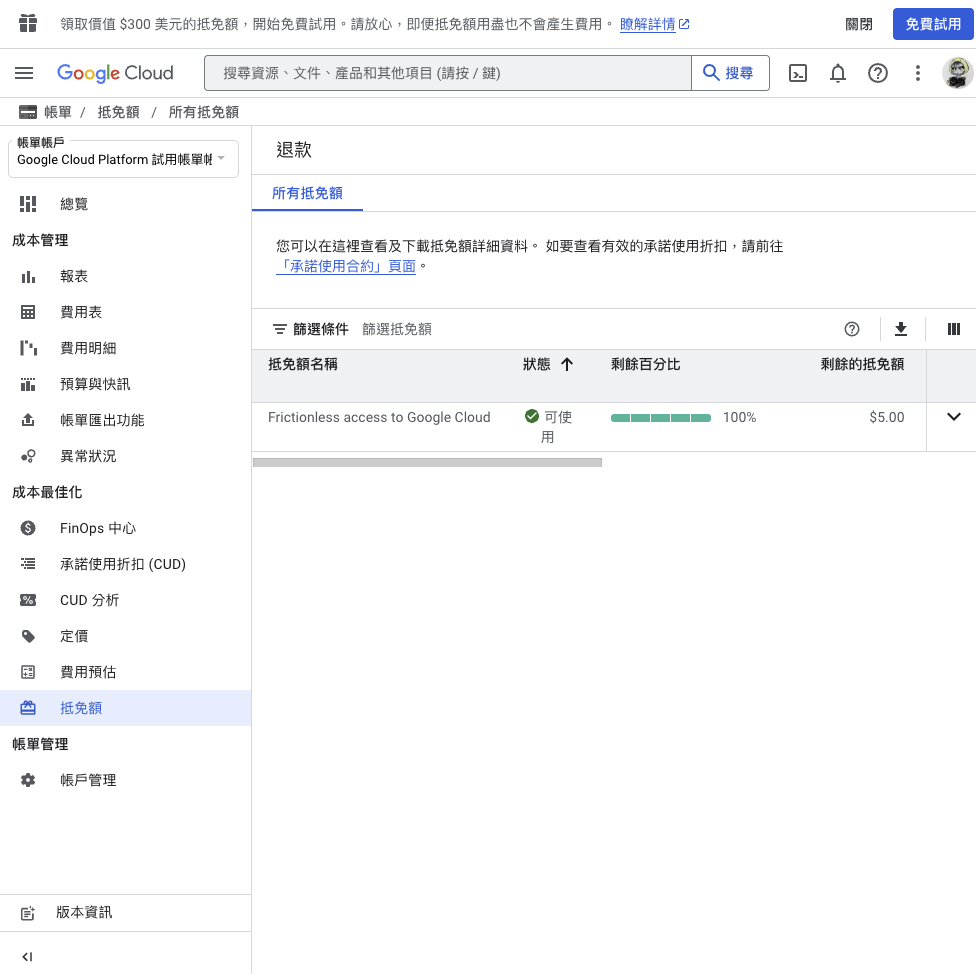 領取價值 $300 美元的抵免額，開始免費試用。請放心，即便抵免額用盡也不會產生費用。 瞭解詳情
關閉
免費試用
Google Cloud
搜尋資源、文件、產品和其他項目 (請按 / 鍵)
搜尋
帳單 / 抵免額 / 所有抵免額
帳單帳戶
Google Cloud Platform 試用帳單帳
總覽
成本管理
報表
費用表
費用明細
預算與快訊
帳單匯出功能
異常狀況
成本最佳化
FinOps 中心
承諾使用折扣 (CUD)
CUD 分析
定價
費用預估
抵免額
帳單管理
帳戶管理
版本資訊
退款
所有抵免額
您可以在這裡查看及下載抵免額詳細資料。 如要查看有效的承諾使用折扣，請前往
「承諾使用合約」頁面。
篩選條件 篩選抵免額
抵免額名稱 狀態 剩餘百分比 剩餘的抵免額
Frictionless access to Google Cloud 可使 100% $5.00
用